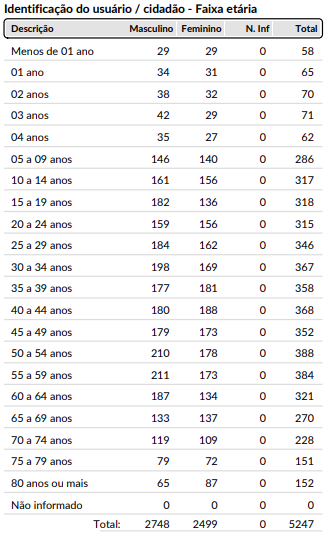 Identificação do usuário / cidadão - Faixa etária
Descrição Masculino Feminino N. Inf Total
Menos de 01 ano 29 29 0 58
01 ano 34 31 0 65
02 anos 38 32 0 70
03 anos 42 29 0 71
04 anos 35 27 0 62
05 a 09 anos 146 140 0 286
10 a 14 anos 161 156 0 317
15 a 19 anos 182 136 0 318
20 a 24 anos 159 156 0 315
25 a 29 anos 184 162 0 346
30 a 34 anos 198 169 0 367
35 a 39 anos 177 181 0 358
40 a 44 anos 180 188 0 368
45 a 49 anos 179 173 0 352
50 a 54 anos 210 178 0 388
55 a 59 anos 211 173 0 384
60 a 64 anos 187 134 0 321
65 a 69 anos 133 137 0 270
70 a 74 anos 119 109 0 228
75 a 79 anos 79 72 0 151
80 anos ou mais 65 87 0 152
Não informado 0 0 0 0
Total: 2748 2499 0 5247